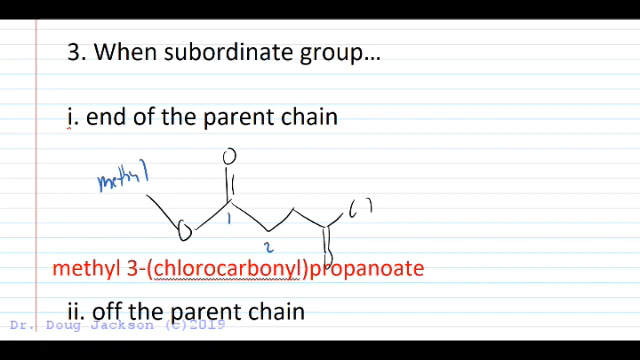 3. When subordinate group...
i. end of the parent chain
methyl
O
O
1
2
Cl
O
methyl 3-(chlorocarbonyl)propanoate
ii. off the parent chain
Dr. Doug Jackson (c)2019